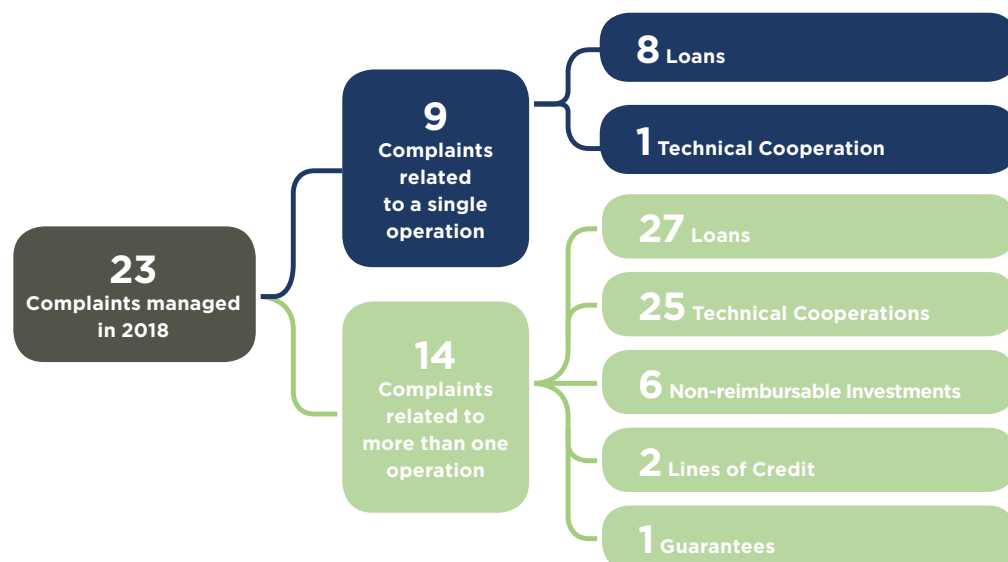 23
Complaints managed
in 2018
9
Complaints
related
to a single
operation
8 Loans
1 Technical Cooperation
14
Complaints
related to
more than one
operation
27 Loans
25 Technical Cooperations
6 Non-reimbursable Investments
2 Lines of Credit
1 Guarantees